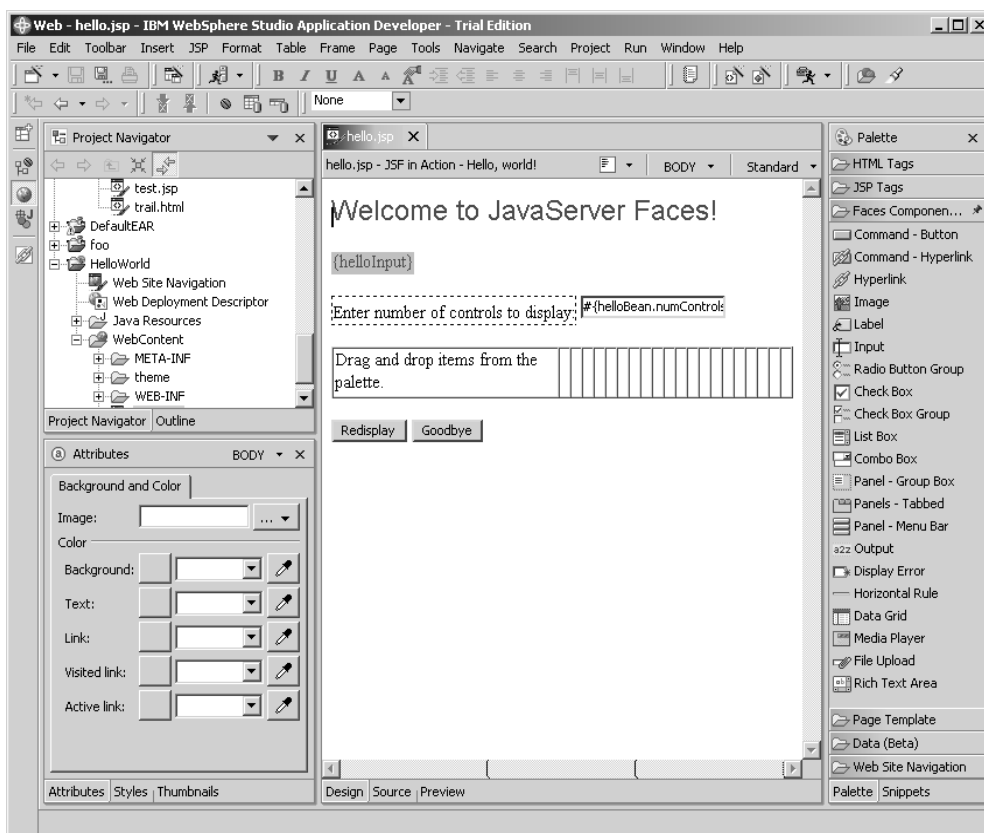 Web - hello.jsp - IBM WebSphere Studio Application Developer - Trial Edition
File Edit Toolbar Insert JSP Format Table Frame Page Tools Navigate Search Project Run Window Help
B I U A A
None
Project Navigator
test.jsp
trail.html
DefaultEAR
foo
HelloWorld
Web Site Navigation
Web Deployment Descriptor
Java Resources
WebContent
META-INF
theme
WEB-INF
Project Navigator Outline
Attributes BODY
Background and Color
Image: ...
Color
Background:
Text:
Link:
Visited link:
Active link:
Attributes Styles Thumbnails
hello.jsp
hello.jsp - JSF in Action - Hello, world! BODY Standard
Welcome to JavaServer Faces!
{helloInput}
Enter number of controls to display: #{helloBean.numControls
Drag and drop items from the
palette.
Redisplay Goodbye
Design Source Preview
Palette
HTML Tags
JSP Tags
Faces Componen...
Command - Button
Command - Hyperlink
Hyperlink
Image
Label
Input
Radio Button Group
Check Box
Check Box Group
List Box
Combo Box
Panel - Group Box
Panels - Tabbed
Panel - Menu Bar
a2z Output
Display Error
Horizontal Rule
Data Grid
Media Player
File Upload
Rich Text Area
Page Template
Data (Beta)
Web Site Navigation
Palette Snippets